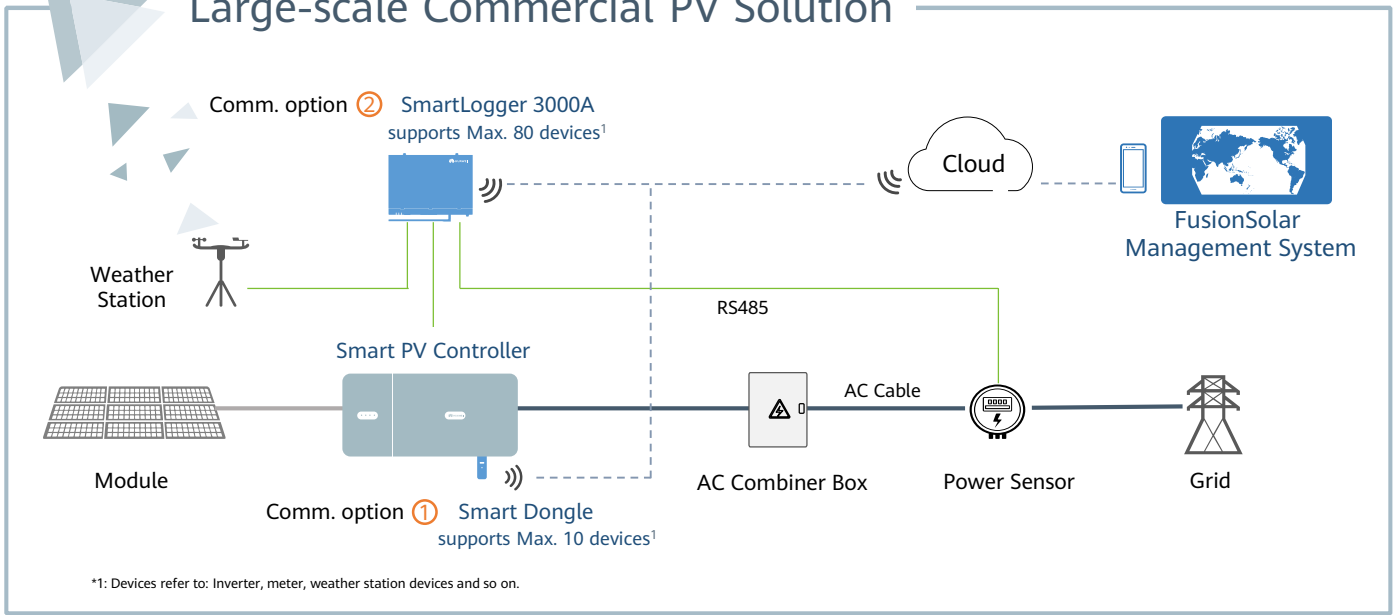 Large-scale Commercial PV Solution
Comm. option ② SmartLogger 3000A
supports Max. 80 devices¹
Cloud
FusionSolar
Management System
Weather
Station
RS485
Smart PV Controller
AC Cable
Module
AC Combiner Box
Power Sensor
Grid
Comm. option ① Smart Dongle
supports Max. 10 devices¹
*1: Devices refer to: Inverter, meter, weather station devices and so on.